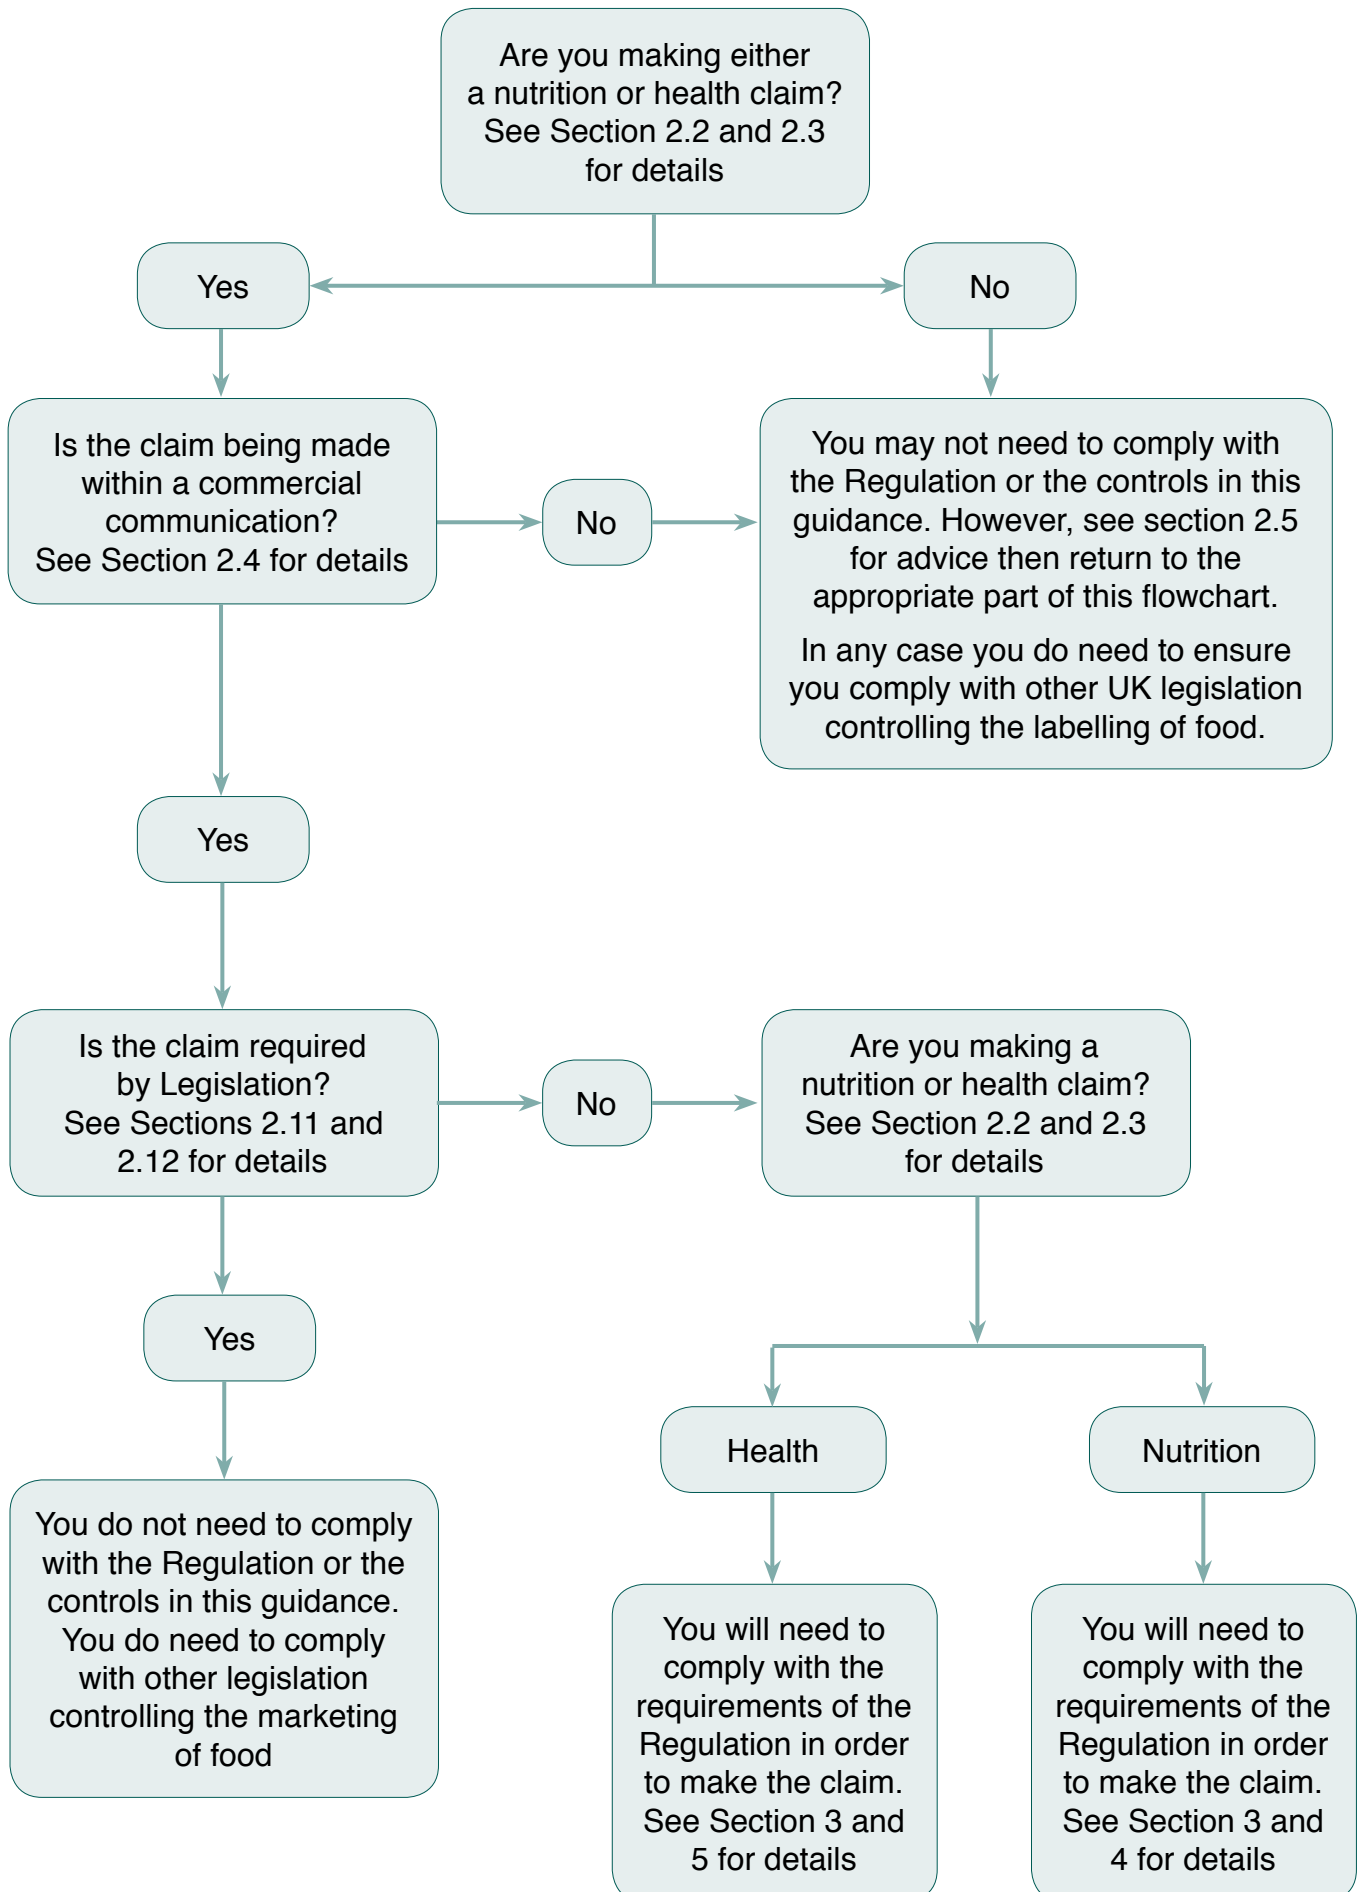 Are you making either
a nutrition or health claim?
See Section 2.2 and 2.3
for details
Yes
No
Is the claim being made
within a commercial
communication?
See Section 2.4 for details
No
You may not need to comply with
the Regulation or the controls in this
guidance. However, see section 2.5
for advice then return to the
appropriate part of this flowchart.
In any case you do need to ensure
you comply with other UK legislation
controlling the labelling of food.
Yes
Is the claim required
by Legislation?
See Sections 2.11 and
2.12 for details
No
Are you making a
nutrition or health claim?
See Section 2.2 and 2.3
for details
Yes
Health
Nutrition
You do not need to comply
with the Regulation or the
controls in this guidance.
You do need to comply
with other legislation
controlling the marketing
of food
You will need to
comply with the
requirements of the
Regulation in order
to make the claim.
See Section 3 and
5 for details
You will need to
comply with the
requirements of the
Regulation in order
to make the claim.
See Section 3 and
4 for details